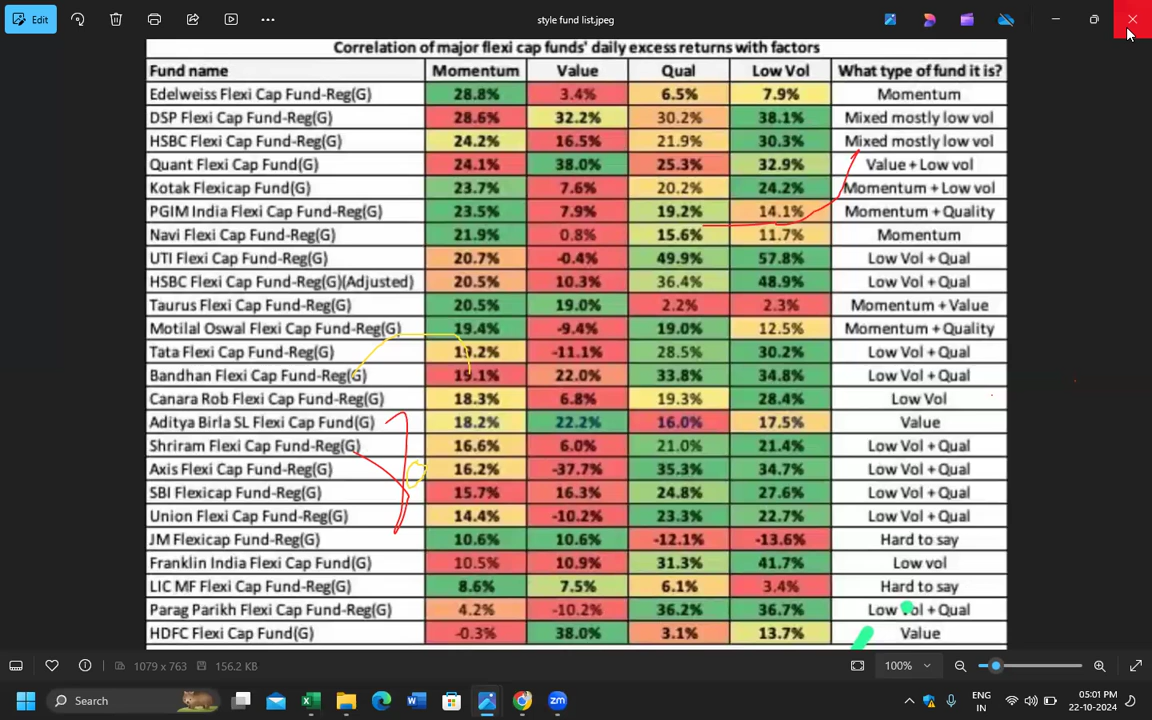 Edit
style fund list.jpeg
Correlation of major flexi cap funds' daily excess returns with factors
Fund name Momentum Value Qual Low Vol What type of fund it is?
Edelweiss Flexi Cap Fund-Reg(G) 28.8% 3.4% 6.5% 7.9% Momentum
DSP Flexi Cap Fund-Reg(G) 28.6% 32.2% 30.2% 38.1% Mixed mostly low vol
HSBC Flexi Cap Fund-Reg(G) 24.2% 16.5% 21.9% 30.3% Mixed mostly low vol
Quant Flexi Cap Fund(G) 24.1% 38.0% 25.3% 32.9% Value + Low vol
Kotak Flexicap Fund(G) 23.7% 7.6% 20.2% 24.2% Momentum + Low vol
PGIM India Flexi Cap Fund-Reg(G) 23.5% 7.9% 19.2% 14.1% Momentum + Quality
Navi Flexi Cap Fund-Reg(G) 21.9% 0.8% 15.6% 11.7% Momentum
UTI Flexi Cap Fund-Reg(G) 20.7% -0.4% 49.9% 57.8% Low Vol + Qual
HSBC Flexi Cap Fund-Reg(G)(Adjusted) 20.5% 10.3% 36.4% 48.9% Low Vol + Qual
Taurus Flexi Cap Fund-Reg(G) 20.5% 19.0% 2.2% 2.3% Momentum + Value
Motilal Oswal Flexi Cap Fund-Reg(G) 19.4% -9.4% 19.0% 12.5% Momentum + Quality
Tata Flexi Cap Fund-Reg(G) 19.2% -11.1% 28.5% 30.2% Low Vol + Qual
Bandhan Flexi Cap Fund-Reg(G) 19.1% 22.0% 33.8% 34.8% Low Vol + Qual
Canara Rob Flexi Cap Fund-Reg(G) 18.3% 6.8% 19.3% 28.4% Low Vol
Aditya Birla SL Flexi Cap Fund(G) 18.2% 22.2% 16.0% 17.5% Value
Shriram Flexi Cap Fund-Reg(G) 16.6% 6.0% 21.0% 21.4% Low Vol + Qual
Axis Flexi Cap Fund-Reg(G) 16.2% -37.7% 35.3% 34.7% Low Vol + Qual
SBI Flexicap Fund-Reg(G) 15.7% 16.3% 24.8% 27.6% Low Vol + Qual
Union Flexi Cap Fund-Reg(G) 14.4% -10.2% 23.3% 22.7% Low Vol + Qual
JM Flexicap Fund-Reg(G) 10.6% 10.6% -12.1% -13.6% Hard to say
Franklin India Flexi Cap Fund(G) 10.5% 10.9% 31.3% 41.7% Low vol
LIC MF Flexi Cap Fund-Reg(G) 8.6% 7.5% 6.1% 3.4% Hard to say
Parag Parikh Flexi Cap Fund-Reg(G) 4.2% -10.2% 36.2% 36.7% Low Vol + Qual
HDFC Flexi Cap Fund(G) -0.3% 38.0% 3.1% 13.7% Value
1079 x 763 156.2 KB 100%
Search ENG 05:01 PM
IN 22-10-2024